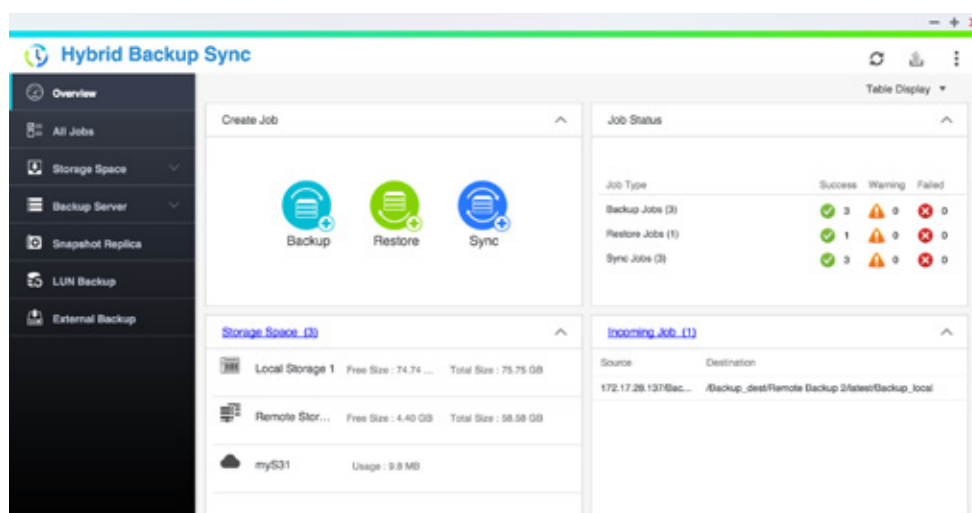 Hybrid Backup Sync
Table Display
Overview
All Jobs
Storage Space
Backup Server
Snapshot Replica
LUN Backup
External Backup
Create Job
Backup Restore Sync
Job Status
Job Type Success Warning Failed
Backup Jobs (3) 3 0 0
Restore Jobs (1) 1 0 0
Sync Jobs (3) 3 0 0
Storage Space (3)
Local Storage 1 Free Size : 74.74 ... Total Size : 75.75 GB
Remote Stor... Free Size : 4.40 GB Total Size : 58.58 GB
myS31 Usage : 9.8 MB
Incoming Job (1)
Source Destination
172.17.28.137/Bac... /Backup_dest/Remote Backup 2/latest/Backup_local